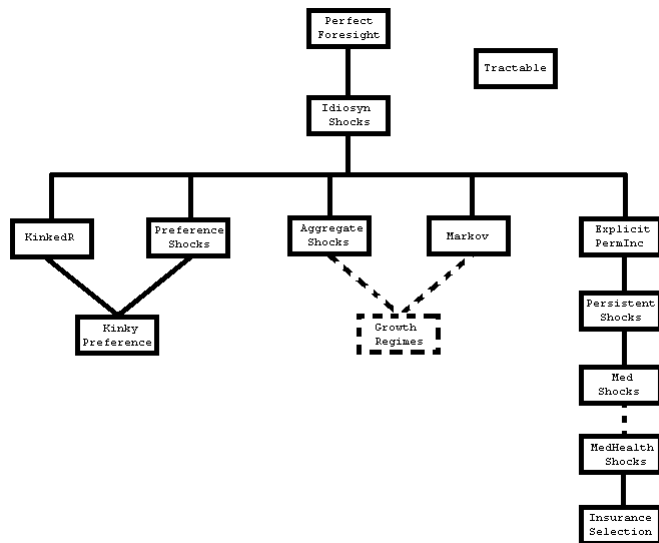 Perfect
Foresight
Tractable
Idiosyn
Shocks
KinkedR
Preference
Shocks
Aggregate
Shocks
Markov
Explicit
PermInc
Persistent
Shocks
Kinky
Preference
Growth
Regimes
Med
Shocks
MedHealth
Shocks
Insurance
Selection